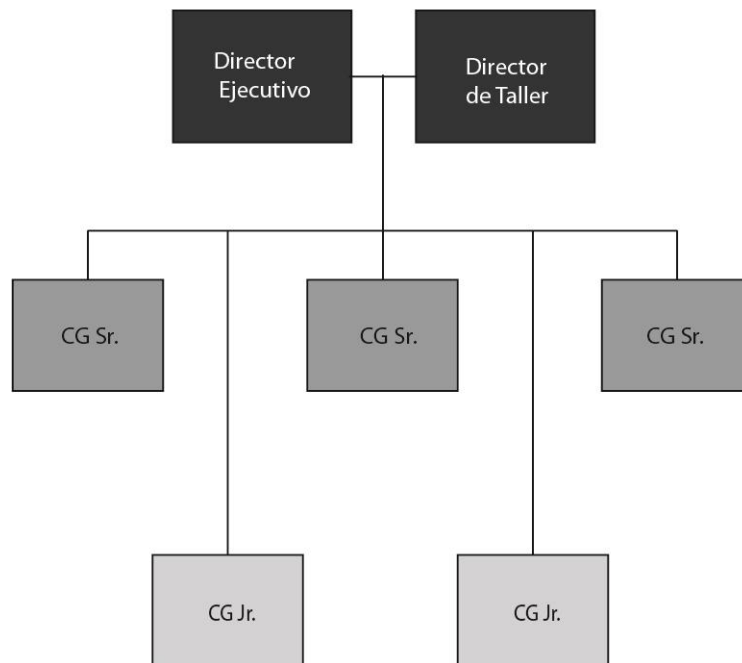 Director
Ejecutivo
Director
de Taller
CG Sr.
CG Sr.
CG Sr.
CG Jr.
CG Jr.